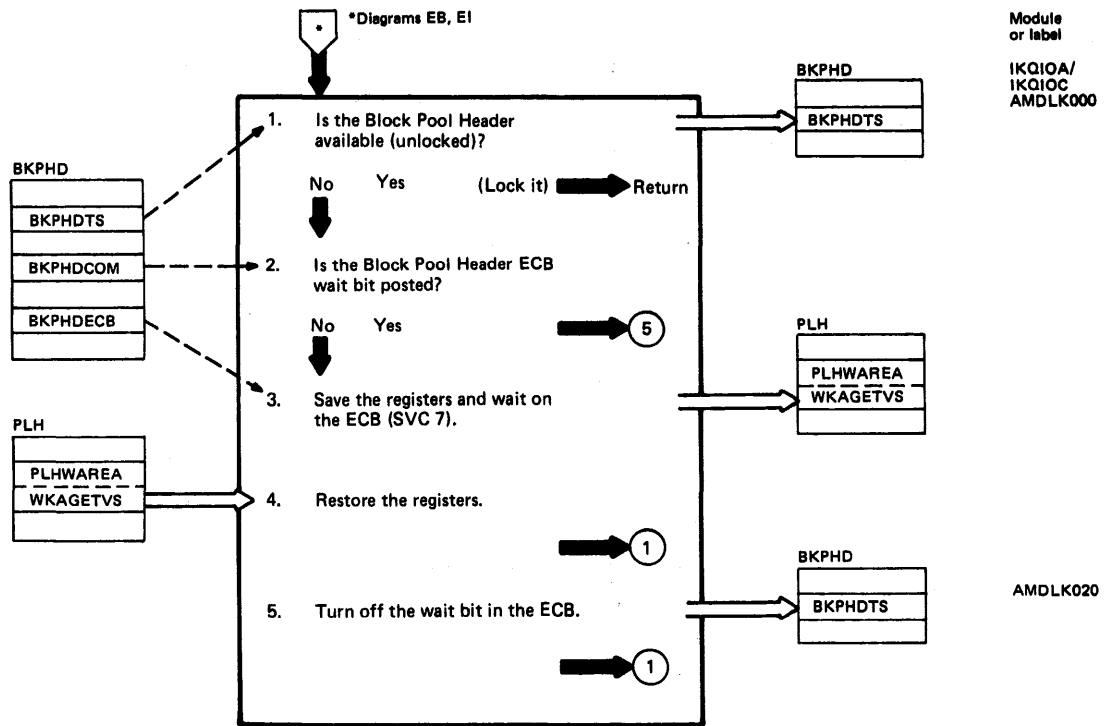 *
*Diagrams EB, EI
Module
or label
IKQIOA/
IKQIOC
AMDLK000
BKPHD
BKPHDTS
1. Is the Block Pool Header
available (unlocked)?
No Yes (Lock it) Return
BKPHD
BKPHDTS
BKPHDCOM
BKPHDECB
2. Is the Block Pool Header ECB
wait bit posted?
No Yes 5
3. Save the registers and wait on
the ECB (SVC 7).
PLH
PLHWAREA
WKAGETVS
PLH
PLHWAREA
WKAGETVS
4. Restore the registers.
1
5. Turn off the wait bit in the ECB.
BKPHD
BKPHDTS
AMDLK020
1